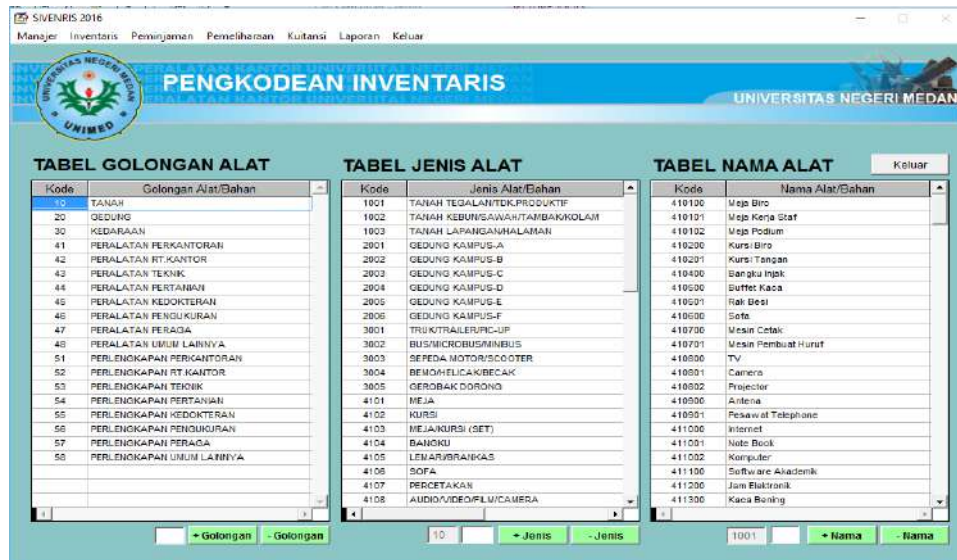 SIVENRIS 2016
Manajer Inventaris Peminjaman Pemeliharaan Kuitansi Laporan Keluar
UNIVERSITAS NEGERI MEDAN
UNIMED
PENGKODEAN INVENTARIS
UNIVERSITAS NEGERI MEDAN
TABEL GOLONGAN ALAT
Kode Golongan Alat/Bahan
10 TANAH
20 GEDUNG
30 KEDARAAN
41 PERALATAN PERKANTORAN
42 PERALATAN RT.KANTOR
43 PERALATAN TEKNIK
44 PERALATAN PERTANIAN
45 PERALATAN KEDOKTERAN
46 PERALATAN PENGUKURAN
47 PERALATAN PERAGA
48 PERALATAN UMUM LAINNYA
51 PERLENGKAPAN PERKANTORAN
52 PERLENGKAPAN RT.KANTOR
53 PERLENGKAPAN TEKNIK
54 PERLENGKAPAN PERTANIAN
55 PERLENGKAPAN KEDOKTERAN
56 PERLENGKAPAN PENGUKURAN
57 PERLENGKAPAN PERAGA
58 PERLENGKAPAN UMUM LAINNYA
+ Golongan - Golongan
TABEL JENIS ALAT
Kode Jenis Alat/Bahan
1001 TANAH TEGALAN/TDK.PRODUKTIF
1002 TANAH KEBUN/SAWAH/TAMBAK/KOLAM
1003 TANAH LAPANGAN/HALAMAN
2001 GEDUNG KAMPUS-A
2002 GEDUNG KAMPUS-B
2003 GEDUNG KAMPUS-C
2004 GEDUNG KAMPUS-D
2005 GEDUNG KAMPUS-E
2006 GEDUNG KAMPUS-F
3001 TRUK/TRAILER/PIC-UP
3002 BUS/MICROBUS/MINIBUS
3003 SEPEDA MOTOR/SCOOTER
3004 BEMO/HELICAK/BECAK
3005 GEROBAK DORONG
4101 MEJA
4102 KURSI
4103 MEJA/KURSI (SET)
4104 BANGKU
4105 LEMARI/BRANKAS
4106 SOFA
4107 PERCETAKAN
4108 AUDIO/VIDEO/FILM/CAMERA
10 + Jenis - Jenis
TABEL NAMA ALAT
Keluar
Kode Nama Alat/Bahan
410100 Meja Biro
410101 Meja Kerja Staf
410102 Meja Podium
410200 Kursi Biro
410201 Kursi Tangan
410400 Bangku Injak
410500 Buffet Kaca
410501 Rak Besi
410600 Sofa
410700 Mesin Cetak
410701 Mesin Pembuat Huruf
410800 TV
410801 Camera
410802 Projector
410900 Antena
410901 Pesawat Telephone
411000 Internet
411001 Note Book
411002 Komputer
411100 Software Akademik
411200 Jam Elektronik
411300 Kaca Bening
1001 + Nama - Nama